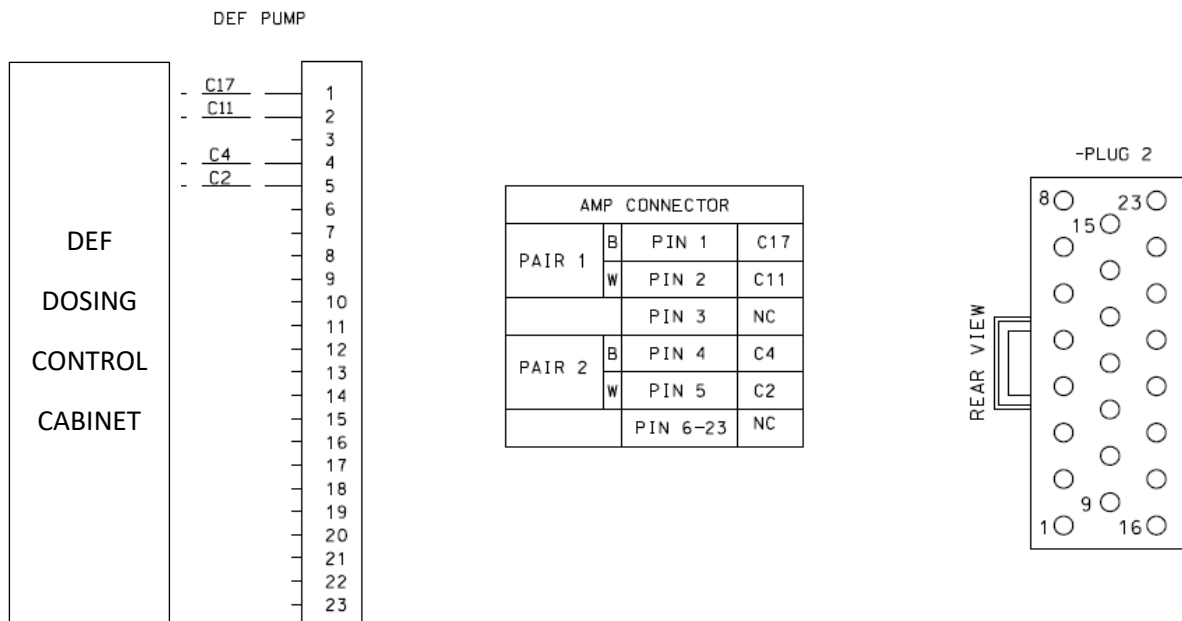 DEF PUMP
DEF
DOSING
CONTROL
CABINET
C17
C11
C4
C2
1
2
3
4
5
6
7
8
9
10
11
12
13
14
15
16
17
18
19
20
21
22
23
AMP CONNECTOR
PAIR 1 B PIN 1 C17
W PIN 2 C11
PIN 3 NC
PAIR 2 B PIN 4 C4
W PIN 5 C2
PIN 6-23 NC
-PLUG 2
REAR VIEW
8 23
15
9
1 16